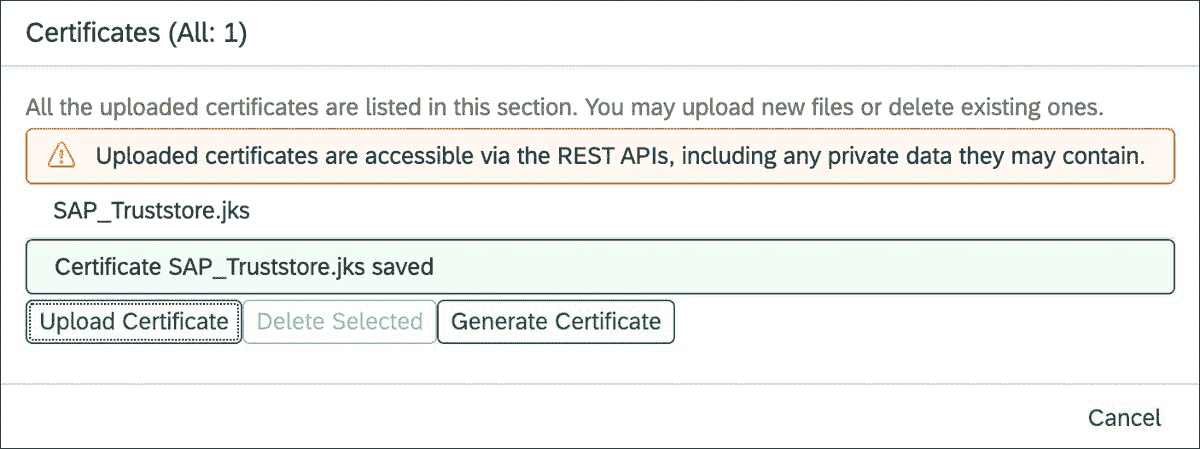 Certificates (All: 1)
All the uploaded certificates are listed in this section. You may upload new files or delete existing ones.
Uploaded certificates are accessible via the REST APIs, including any private data they may contain.
SAP_Truststore.jks
Certificate SAP_Truststore.jks saved
Upload Certificate Delete Selected Generate Certificate
Cancel